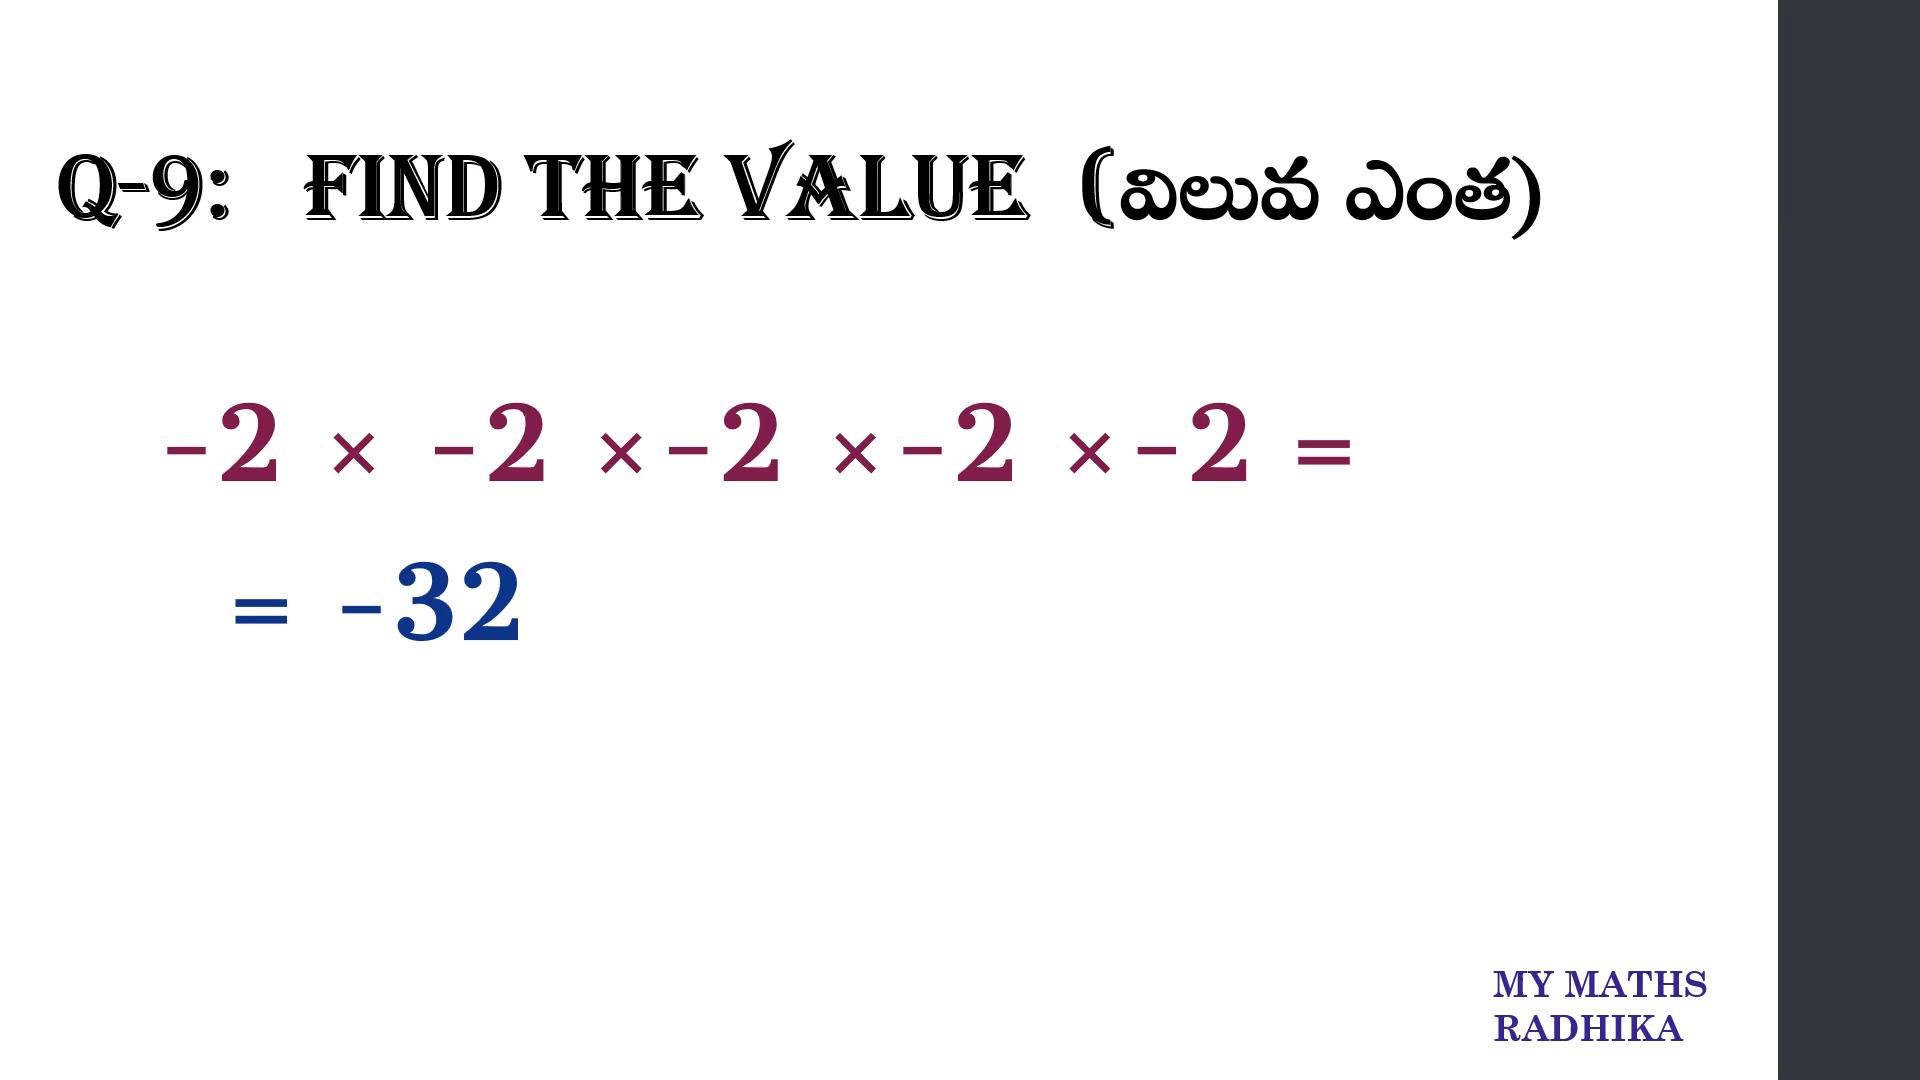 Q-9: FIND THE VALUE (విలువ ఎంత)
-2 × -2 ×-2 ×-2 ×-2 =
= -32
MY MATHS
RADHIKA